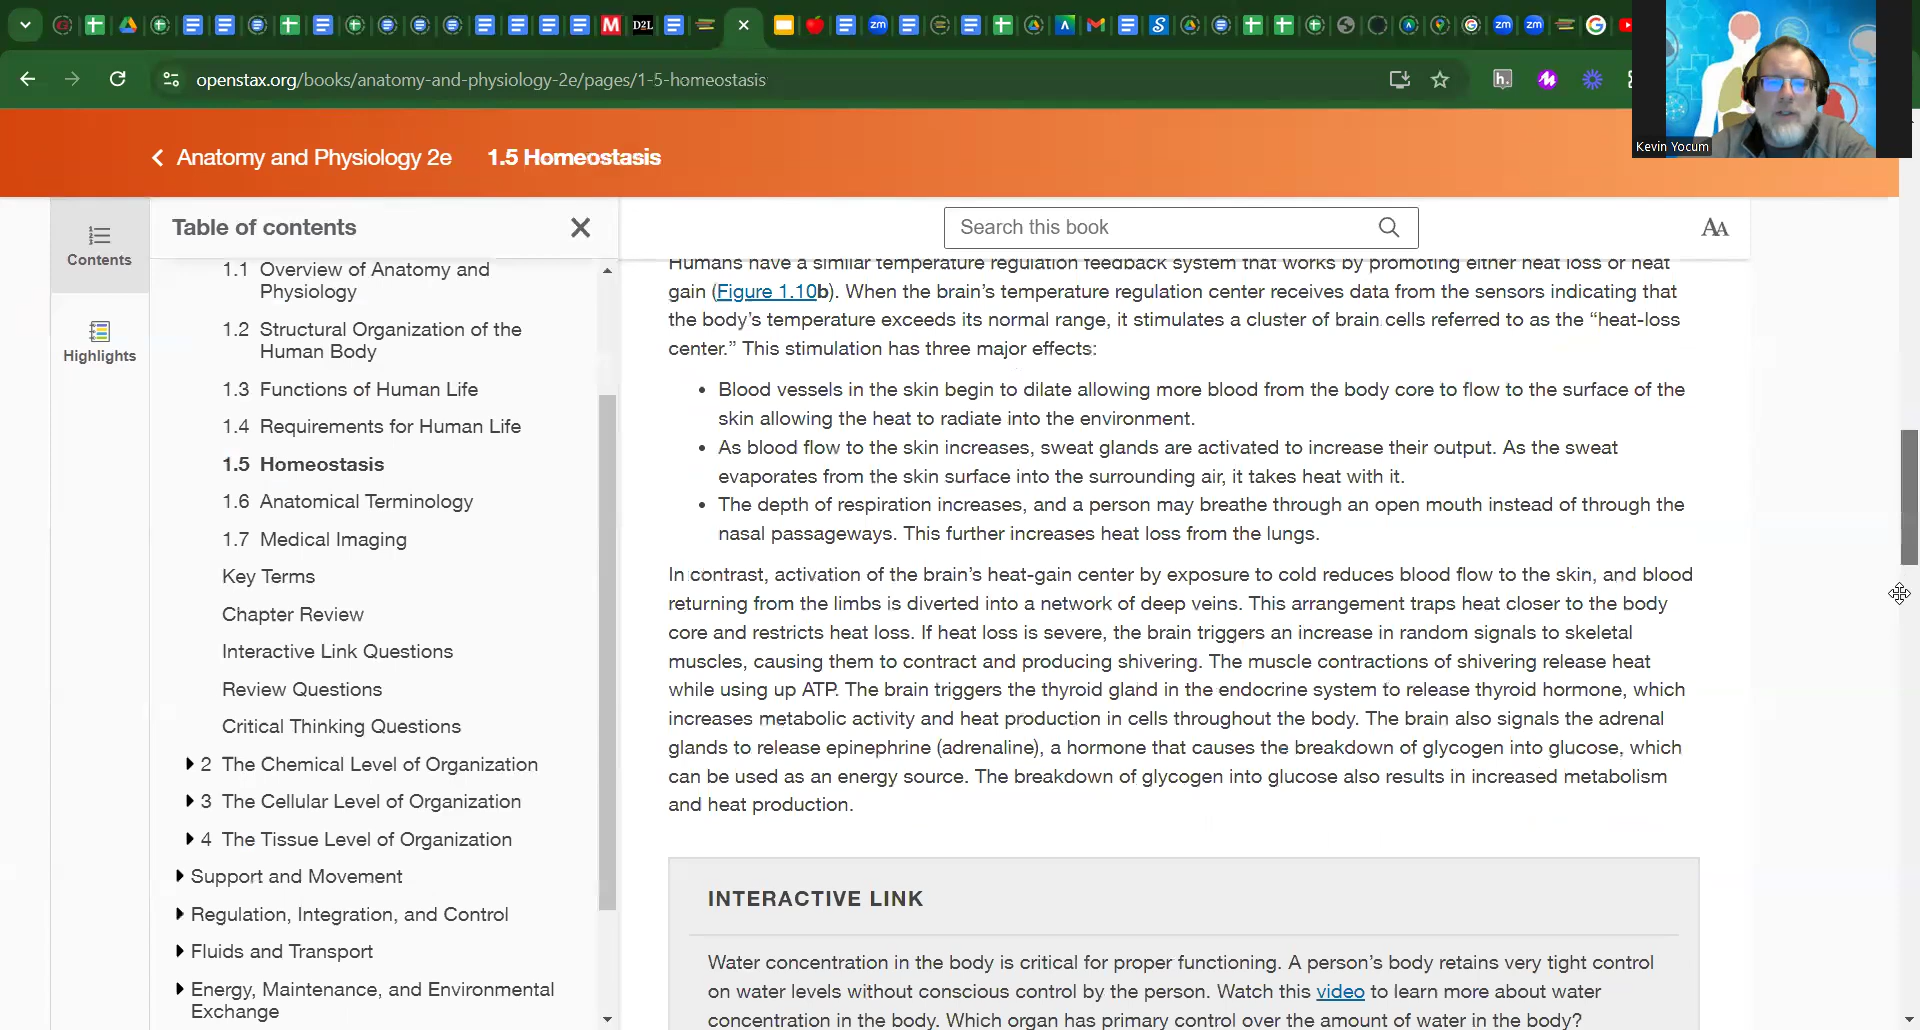 openstax.org/books/anatomy-and-physiology-2e/pages/1-5-homeostasis
Kevin Yocum
Anatomy and Physiology 2e
1.5 Homeostasis
Contents
Highlights
Table of contents
1.1 Overview of Anatomy and
Physiology
1.2 Structural Organization of the
Human Body
1.3 Functions of Human Life
1.4 Requirements for Human Life
1.5 Homeostasis
1.6 Anatomical Terminology
1.7 Medical Imaging
Key Terms
Chapter Review
Interactive Link Questions
Review Questions
Critical Thinking Questions
2 The Chemical Level of Organization
3 The Cellular Level of Organization
4 The Tissue Level of Organization
Support and Movement
Regulation, Integration, and Control
Fluids and Transport
Energy, Maintenance, and Environmental
Exchange
Search this book
AA
Humans have a similar temperature regulation feedback system that works by promoting either heat loss or heat
gain (Figure 1.10b). When the brain’s temperature regulation center receives data from the sensors indicating that
the body’s temperature exceeds its normal range, it stimulates a cluster of brain cells referred to as the “heat-loss
center.” This stimulation has three major effects:
• Blood vessels in the skin begin to dilate allowing more blood from the body core to flow to the surface of the
skin allowing the heat to radiate into the environment.
• As blood flow to the skin increases, sweat glands are activated to increase their output. As the sweat
evaporates from the skin surface into the surrounding air, it takes heat with it.
• The depth of respiration increases, and a person may breathe through an open mouth instead of through the
nasal passageways. This further increases heat loss from the lungs.
In contrast, activation of the brain’s heat-gain center by exposure to cold reduces blood flow to the skin, and blood
returning from the limbs is diverted into a network of deep veins. This arrangement traps heat closer to the body
core and restricts heat loss. If heat loss is severe, the brain triggers an increase in random signals to skeletal
muscles, causing them to contract and producing shivering. The muscle contractions of shivering release heat
while using up ATP. The brain triggers the thyroid gland in the endocrine system to release thyroid hormone, which
increases metabolic activity and heat production in cells throughout the body. The brain also signals the adrenal
glands to release epinephrine (adrenaline), a hormone that causes the breakdown of glycogen into glucose, which
can be used as an energy source. The breakdown of glycogen into glucose also results in increased metabolism
and heat production.
INTERACTIVE LINK
Water concentration in the body is critical for proper functioning. A person’s body retains very tight control
on water levels without conscious control by the person. Watch this video to learn more about water
concentration in the body. Which organ has primary control over the amount of water in the body?